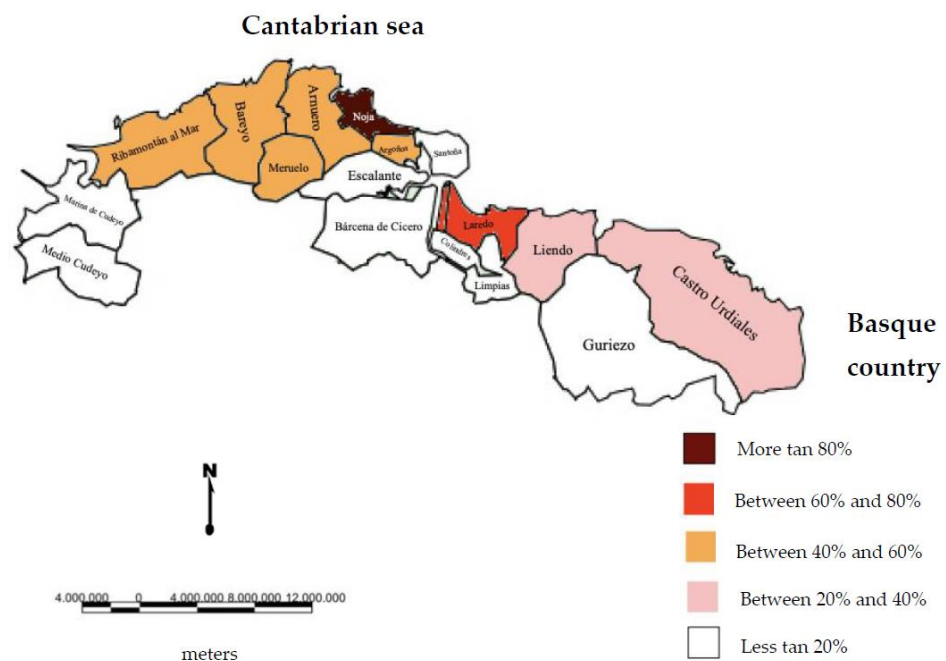 Cantabrian sea
Ribamontán al Mar
Bareyo
Arnuero
Noja
Meruelo
Argoños
Santoña
Escalante
Marina de Cudeyo
Medio Cudeyo
Bárcena de Cicero
Laredo
Colindres
Limpias
Liendo
Castro Urdiales
Guriezo
Basque
country
N
More tan 80%
Between 60% and 80%
Between 40% and 60%
Between 20% and 40%
Less tan 20%
4.000.000 0 4.000.000 8.000.000 12.000.000
meters